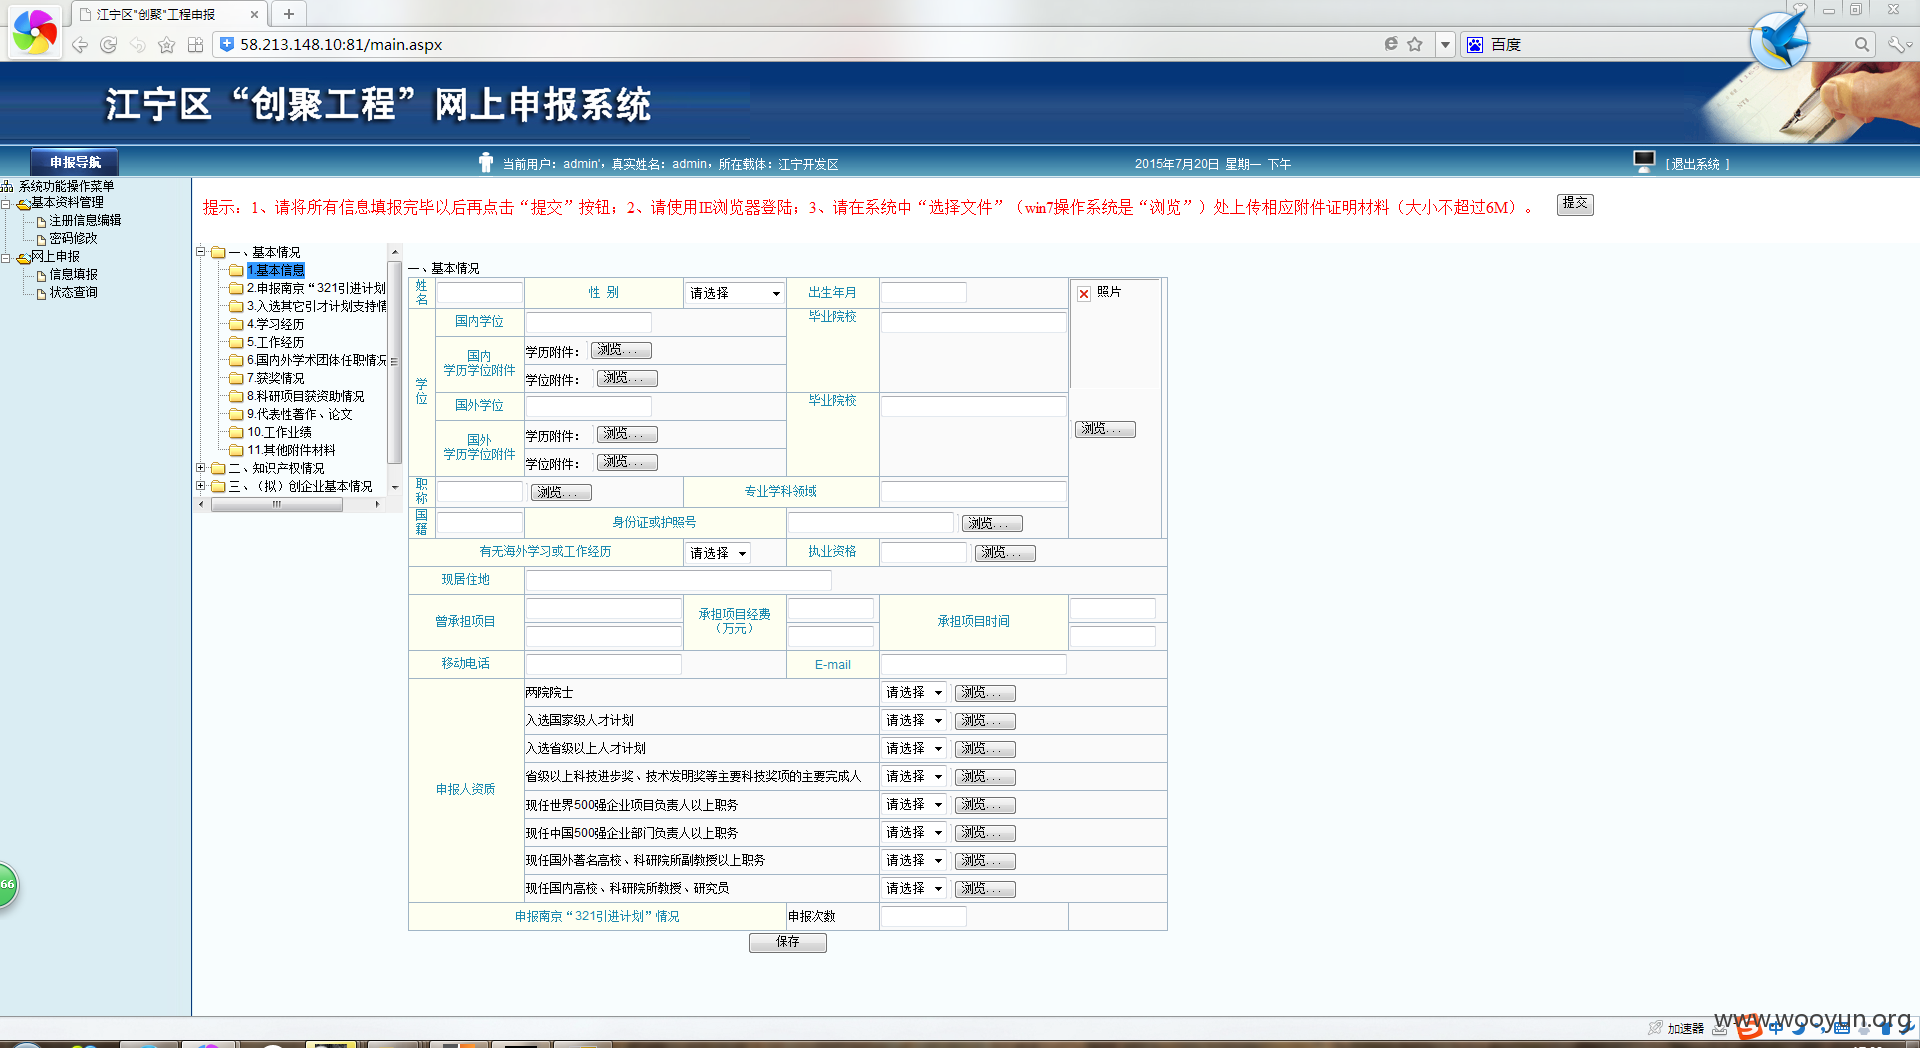 江宁区"创聚"工程申报
58.213.148.10:81/main.aspx
百度
江宁区“创聚工程”网上申报系统
申报导航
当前用户：admin'，真实姓名：admin，所在载体：江宁开发区
2015年7月20日 星期一 下午
[退出系统 ]
系统功能操作菜单
基本资料管理
注册信息编辑
密码修改
网上申报
信息填报
状态查询
提示：1、请将所有信息填报完毕以后再点击“提交”按钮；2、请使用IE浏览器登陆；3、请在系统中“选择文件”（win7操作系统是“浏览”）处上传相应附件证明材料（大小不超过6M）。
提交
一、基本情况
1.基本信息
2.申报南京“321引进计划
3.入选其它引才计划支持情
4.学习经历
5.工作经历
6.国内外学术团体任职情况
7.获奖情况
8.科研项目获资助情况
9.代表性著作、论文
10.工作业绩
11.其他附件材料
二、知识产权情况
三、（拟）创企业基本情况
一、基本情况
姓名
性 别
请选择
出生年月
照片
学位
国内学位
毕业院校
国内
学历学位附件
学历附件：
浏览...
学位附件：
浏览...
国外学位
毕业院校
国外
学历学位附件
学历附件：
浏览...
浏览...
学位附件：
浏览...
职称
浏览...
专业学科领域
国籍
身份证或护照号
浏览...
有无海外学习或工作经历
请选择
执业资格
浏览...
现居住地
曾承担项目
承担项目经费
（万元）
承担项目时间
移动电话
E-mail
申报人资质
两院院士
请选择
浏览...
入选国家级人才计划
请选择
浏览...
入选省级以上人才计划
请选择
浏览...
省级以上科技进步奖、技术发明奖等主要科技奖项的主要完成人
请选择
浏览...
现任世界500强企业项目负责人以上职务
请选择
浏览...
现任中国500强企业部门负责人以上职务
请选择
浏览...
现任国外著名高校、科研院所副教授以上职务
请选择
浏览...
现任国内高校、科研院所教授、研究员
请选择
浏览...
申报南京“321引进计划”情况
申报次数
保存
66
加速器
中
www.wooyun.org